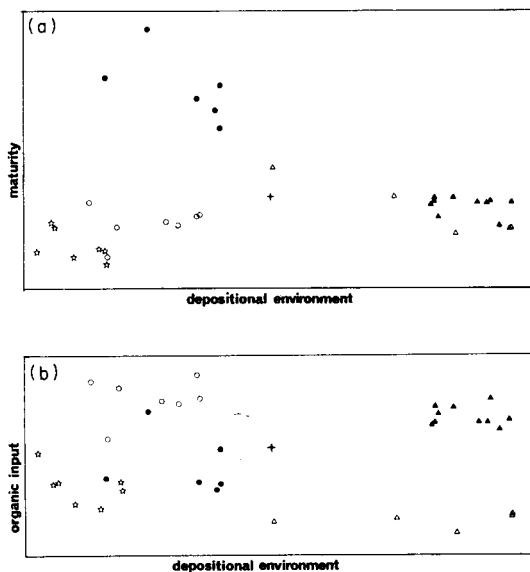 (a)
maturity
depositional environment
(b)
organic input
depositional environment